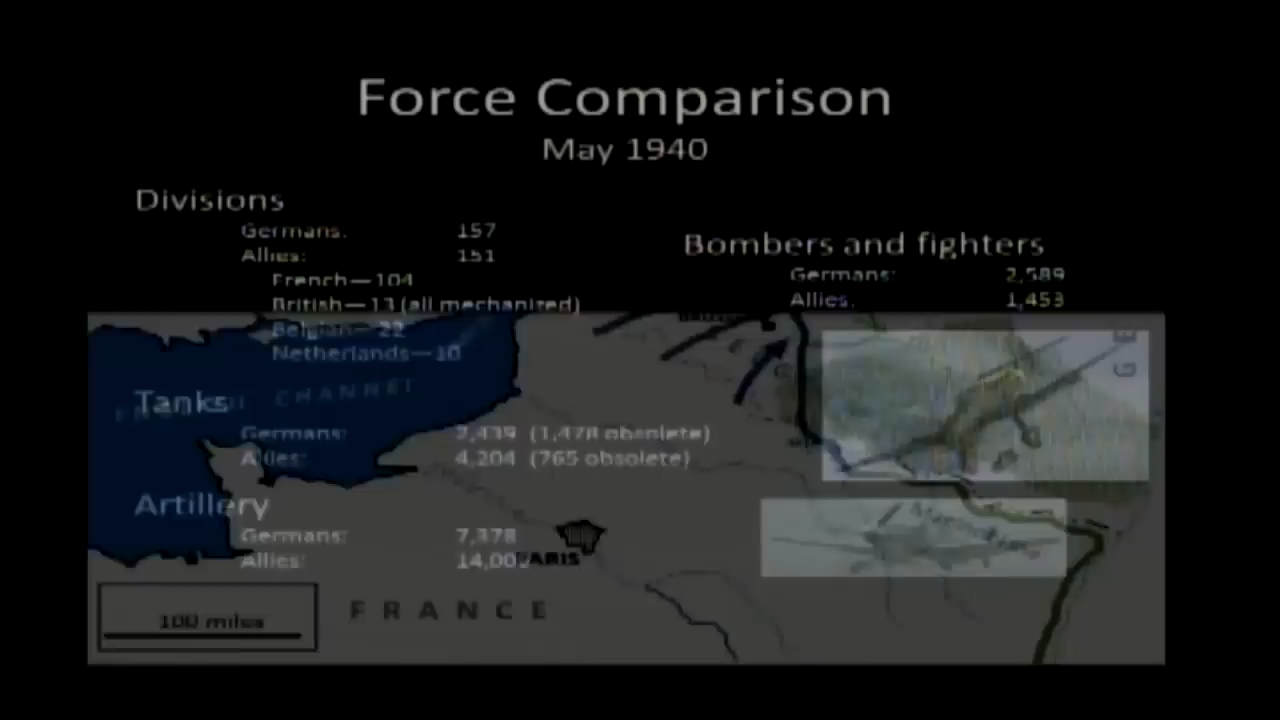 Force Comparison
May 1940
Divisions
Germans: 157
Allies: 151
French—104
British—13 (all mechanized)
Belgian—22
Netherlands—10
Bombers and fighters
Germans: 2,589
Allies: 1,453
Tanks
CHANNEL
Germans: 2,439 (1,478 obsolete)
Allies: 4,204 (765 obsolete)
Artillery
Germans: 7,378
Allies:
PARIS
100 miles
FRANCE